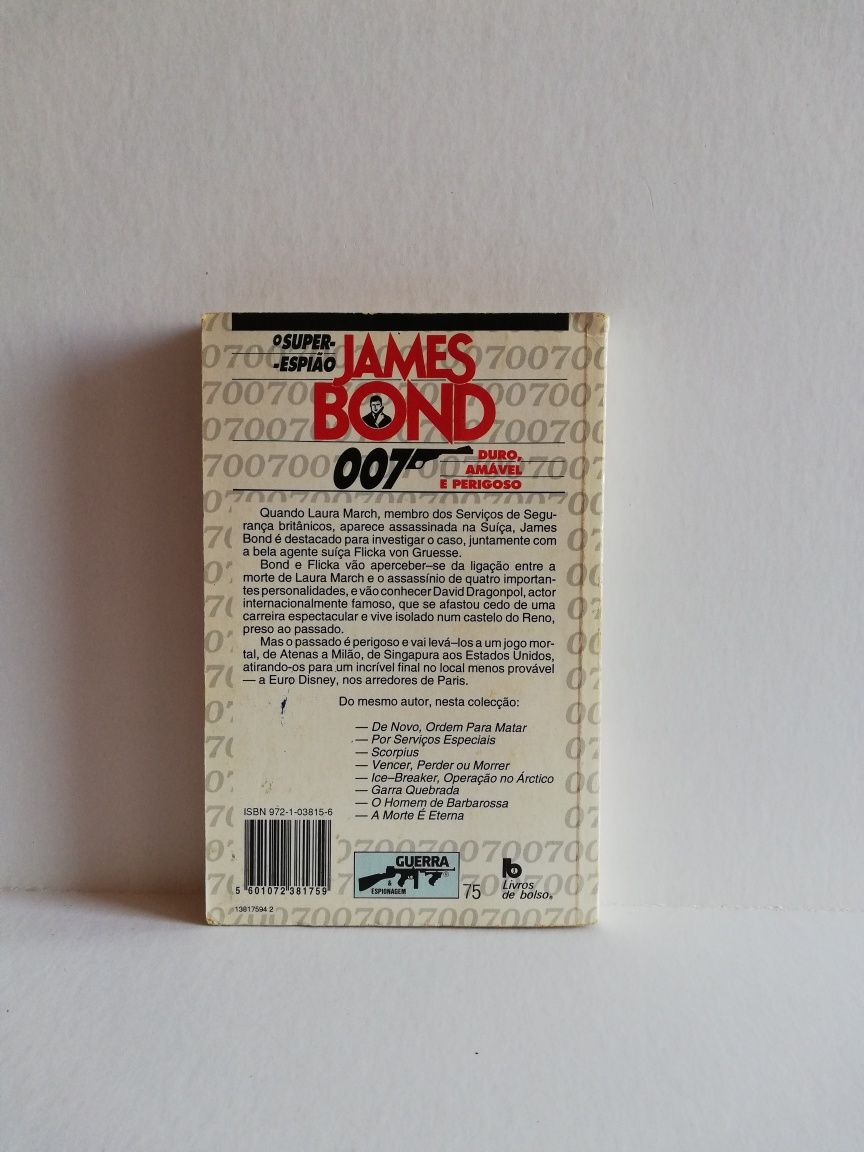 O SUPER-
-ESPIÃO
JAMES
BOND
007
DURO,
AMÁVEL
E PERIGOSO
Quando Laura March, membro dos Serviços de Segu-
rança britânicos, aparece assassinada na Suíça, James
Bond é destacado para investigar o caso, juntamente com
a bela agente suíça Flicka von Gruesse.
Bond e Flicka vão aperceber-se da ligação entre a
morte de Laura March e o assassínio de quatro importan-
tes personalidades, e vão conhecer David Dragonpol, actor
internacionalmente famoso, que se afastou cedo de uma
carreira espectacular e vive isolado num castelo do Reno,
preso ao passado.
Mas o passado é perigoso e vai levá-los a um jogo mor-
tal, de Atenas a Milão, de Singapura aos Estados Unidos,
atirando-os para um incrível final no local menos provável
— a Euro Disney, nos arredores de Paris.
Do mesmo autor, nesta colecção:
— De Novo, Ordem Para Matar
— Por Serviços Especiais
— Scorpius
— Vencer, Perder ou Morrer
— Ice-Breaker, Operação no Árctico
— Garra Quebrada
— O Homem de Barbarossa
— A Morte É Eterna
ISBN 972-1-03815-6
5 601072 381759
13817594 2
GUERRA
& ESPIONAGEM
75
Livros
de bolso